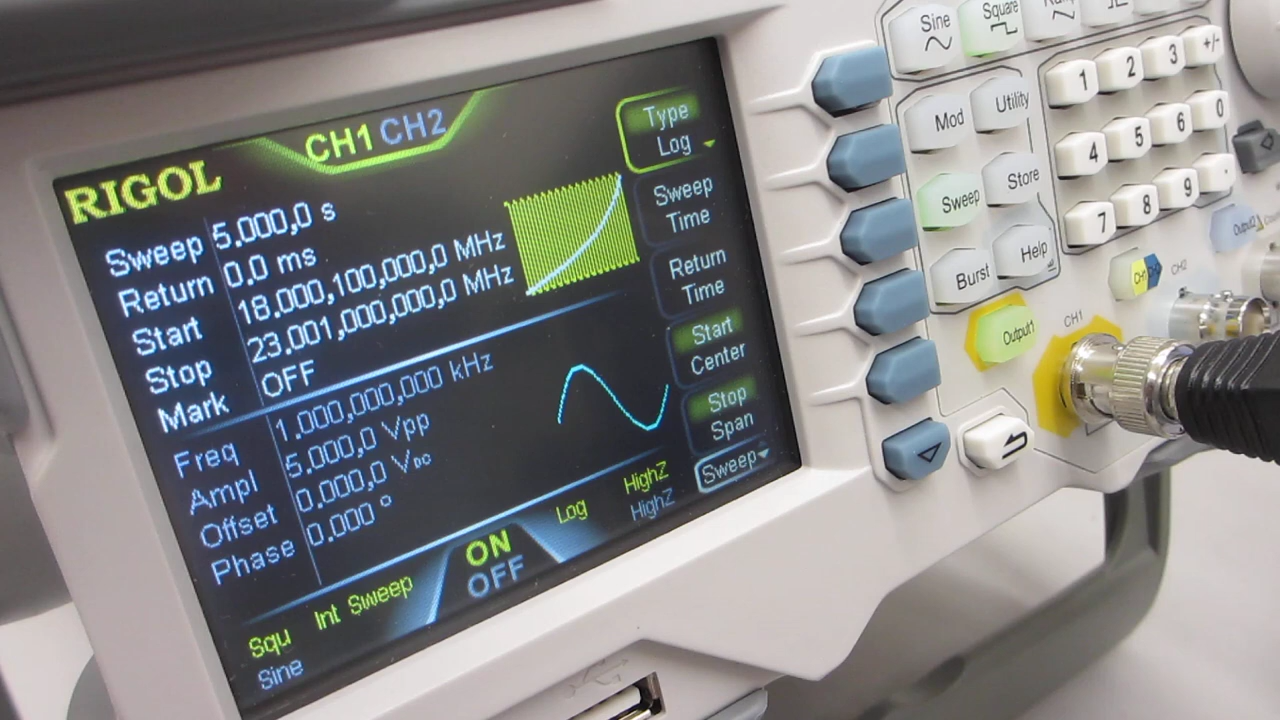 RIGOL
CH1 CH2
Sweep 5.000,0 s
Return 0.0 ms
Start 18.000,100,000,0 MHz
Stop 23.001,000,000,0 MHz
Mark OFF
Freq 1.000,000,000 kHz
Ampl 5.000,0 Vpp
Offset 0.000,0 VDC
Phase 0.000 °
Type
Log
Sweep
Time
Return
Time
Start
Center
Stop
Span
Sweep
Squ Int Sweep ON Log HighZ
Sine OFF HighZ
Sine Square
Mod Utility
Sweep Store
Burst Help
1 2 3 +/-
4 5 6 0
7 8 9 .
Output1
CH1
CH2
Output2